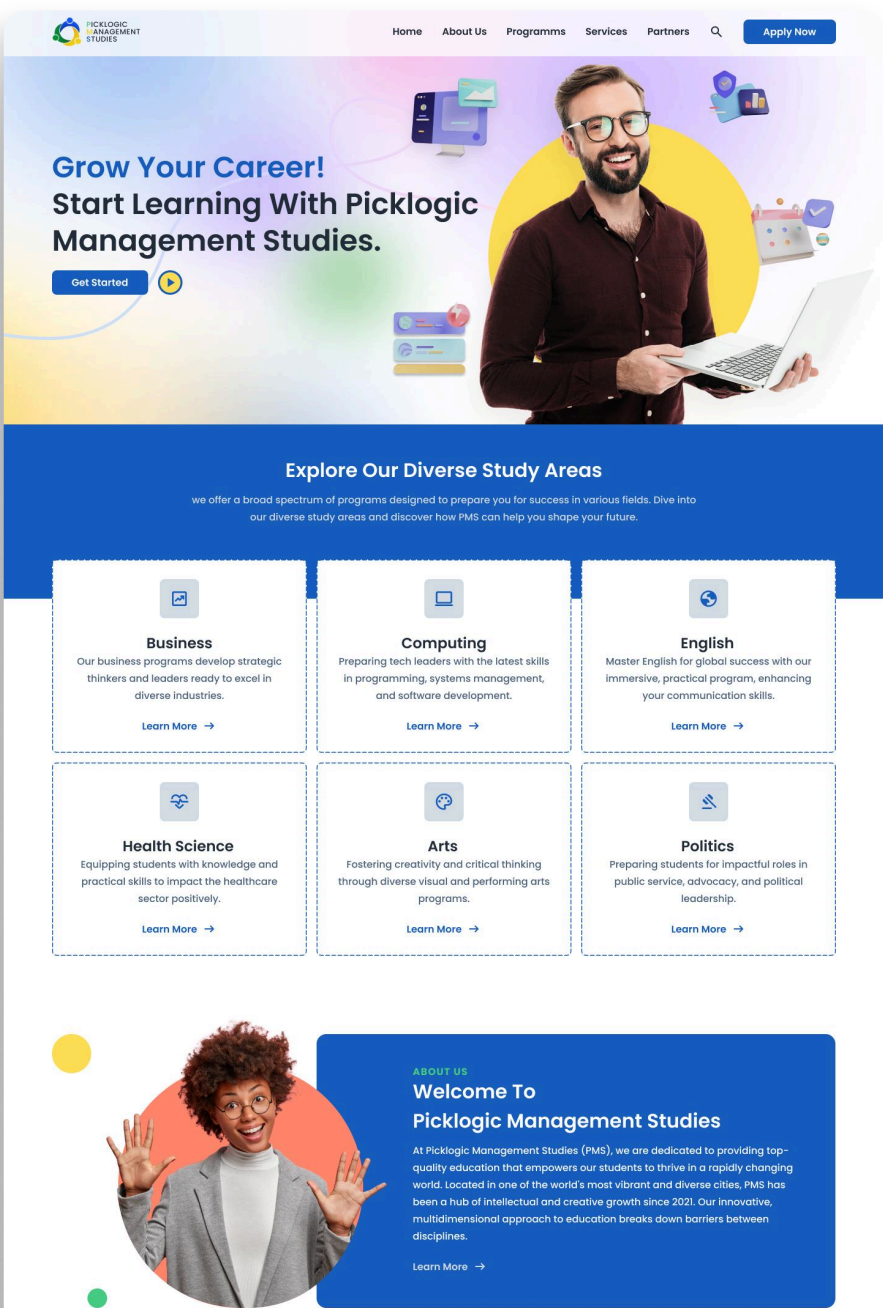 PICKLOGIC
MANAGEMENT
STUDIES
Home About Us Programms Services Partners Apply Now
Grow Your Career!
Start Learning With Picklogic
Management Studies.
Get Started
Explore Our Diverse Study Areas
we offer a broad spectrum of programs designed to prepare you for success in various fields. Dive into
our diverse study areas and discover how PMS can help you shape your future.
Business
Our business programs develop strategic
thinkers and leaders ready to excel in
diverse industries.
Learn More
Computing
Preparing tech leaders with the latest skills
in programming, systems management,
and software development.
Learn More
English
Master English for global success with our
immersive, practical program, enhancing
your communication skills.
Learn More
Health Science
Equipping students with knowledge and
practical skills to impact the healthcare
sector positively.
Learn More
Arts
Fostering creativity and critical thinking
through diverse visual and performing arts
programs.
Learn More
Politics
Preparing students for impactful roles in
public service, advocacy, and political
leadership.
Learn More
ABOUT US
Welcome To
Picklogic Management Studies
At Picklogic Management Studies (PMS), we are dedicated to providing top-
quality education that empowers our students to thrive in a rapidly changing
world. Located in one of the world's most vibrant and diverse cities, PMS has
been a hub of intellectual and creative growth since 2021. Our innovative,
multidimensional approach to education breaks down barriers between
disciplines.
Learn More